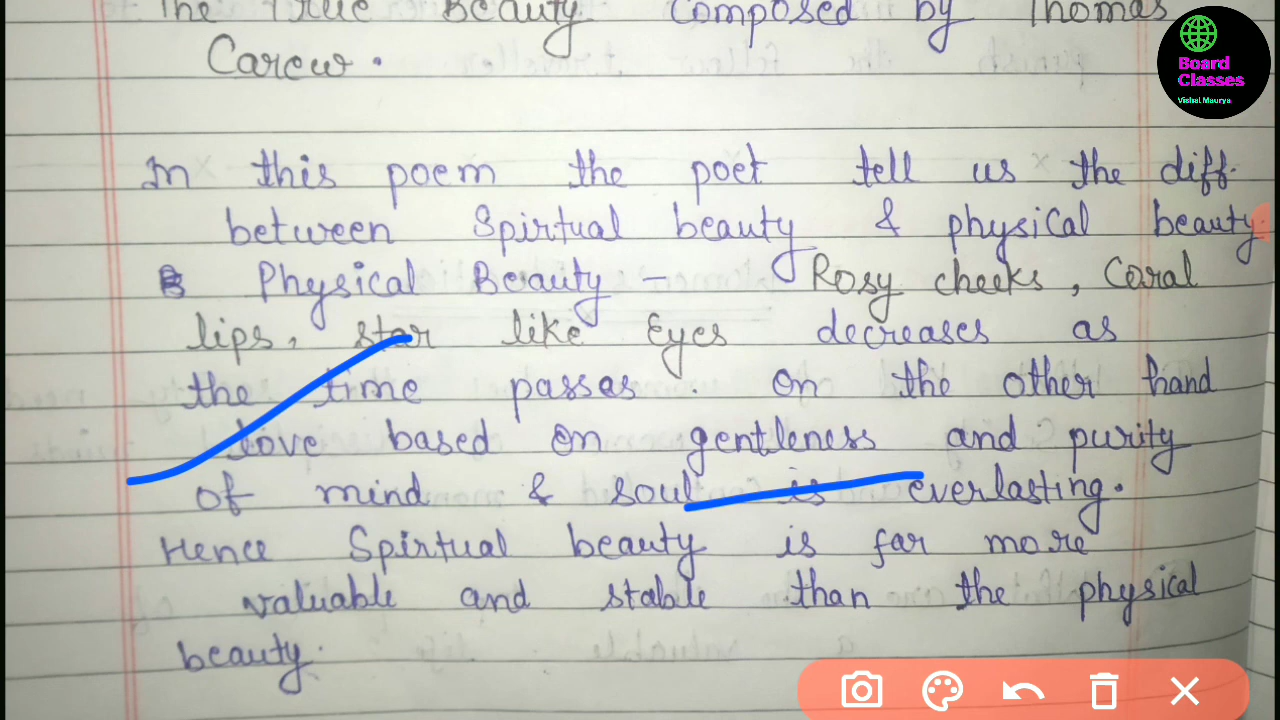 The True Beauty Composed by Thomas
Carew.
In this poem the poet tell us the diff.
between Spirtual beauty & physical beauty.
Physical Beauty - Rosy cheeks, Coral
lips, star like Eyes decreases as
the time passes. On the other hand
love based on gentleness and purity
of mind & soul is everlasting.
Hence Spirtual beauty is far more
valuable and stable than the physical
beauty.
Board
Classes
Vishal Maurya